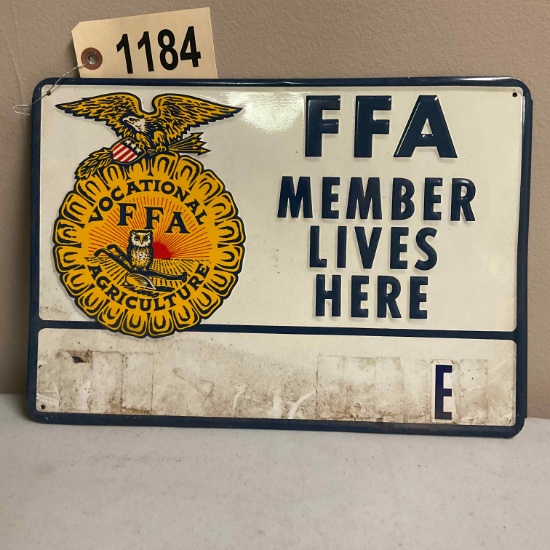 1184
FFA
MEMBER
LIVES
HERE
VOCATIONAL
FFA
AGRICULTURE
E